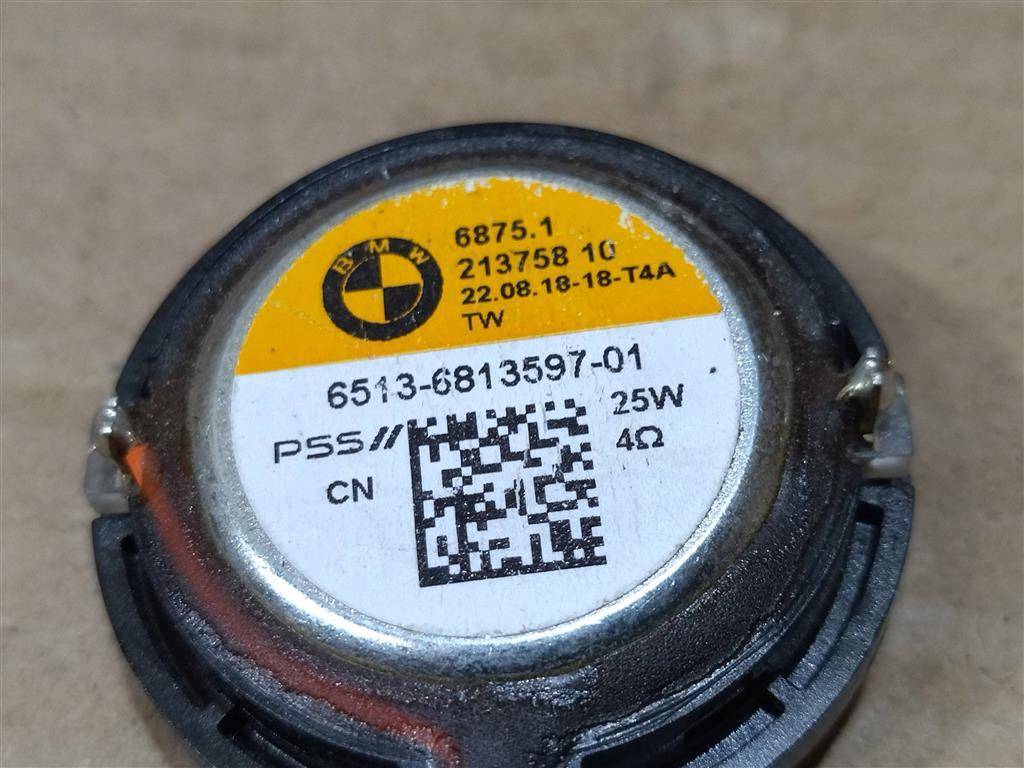 BMW
6875.1
213758 10
22.08.18-18-T4A
TW
6513-6813597-01
PSS//
25W
4Ω
CN